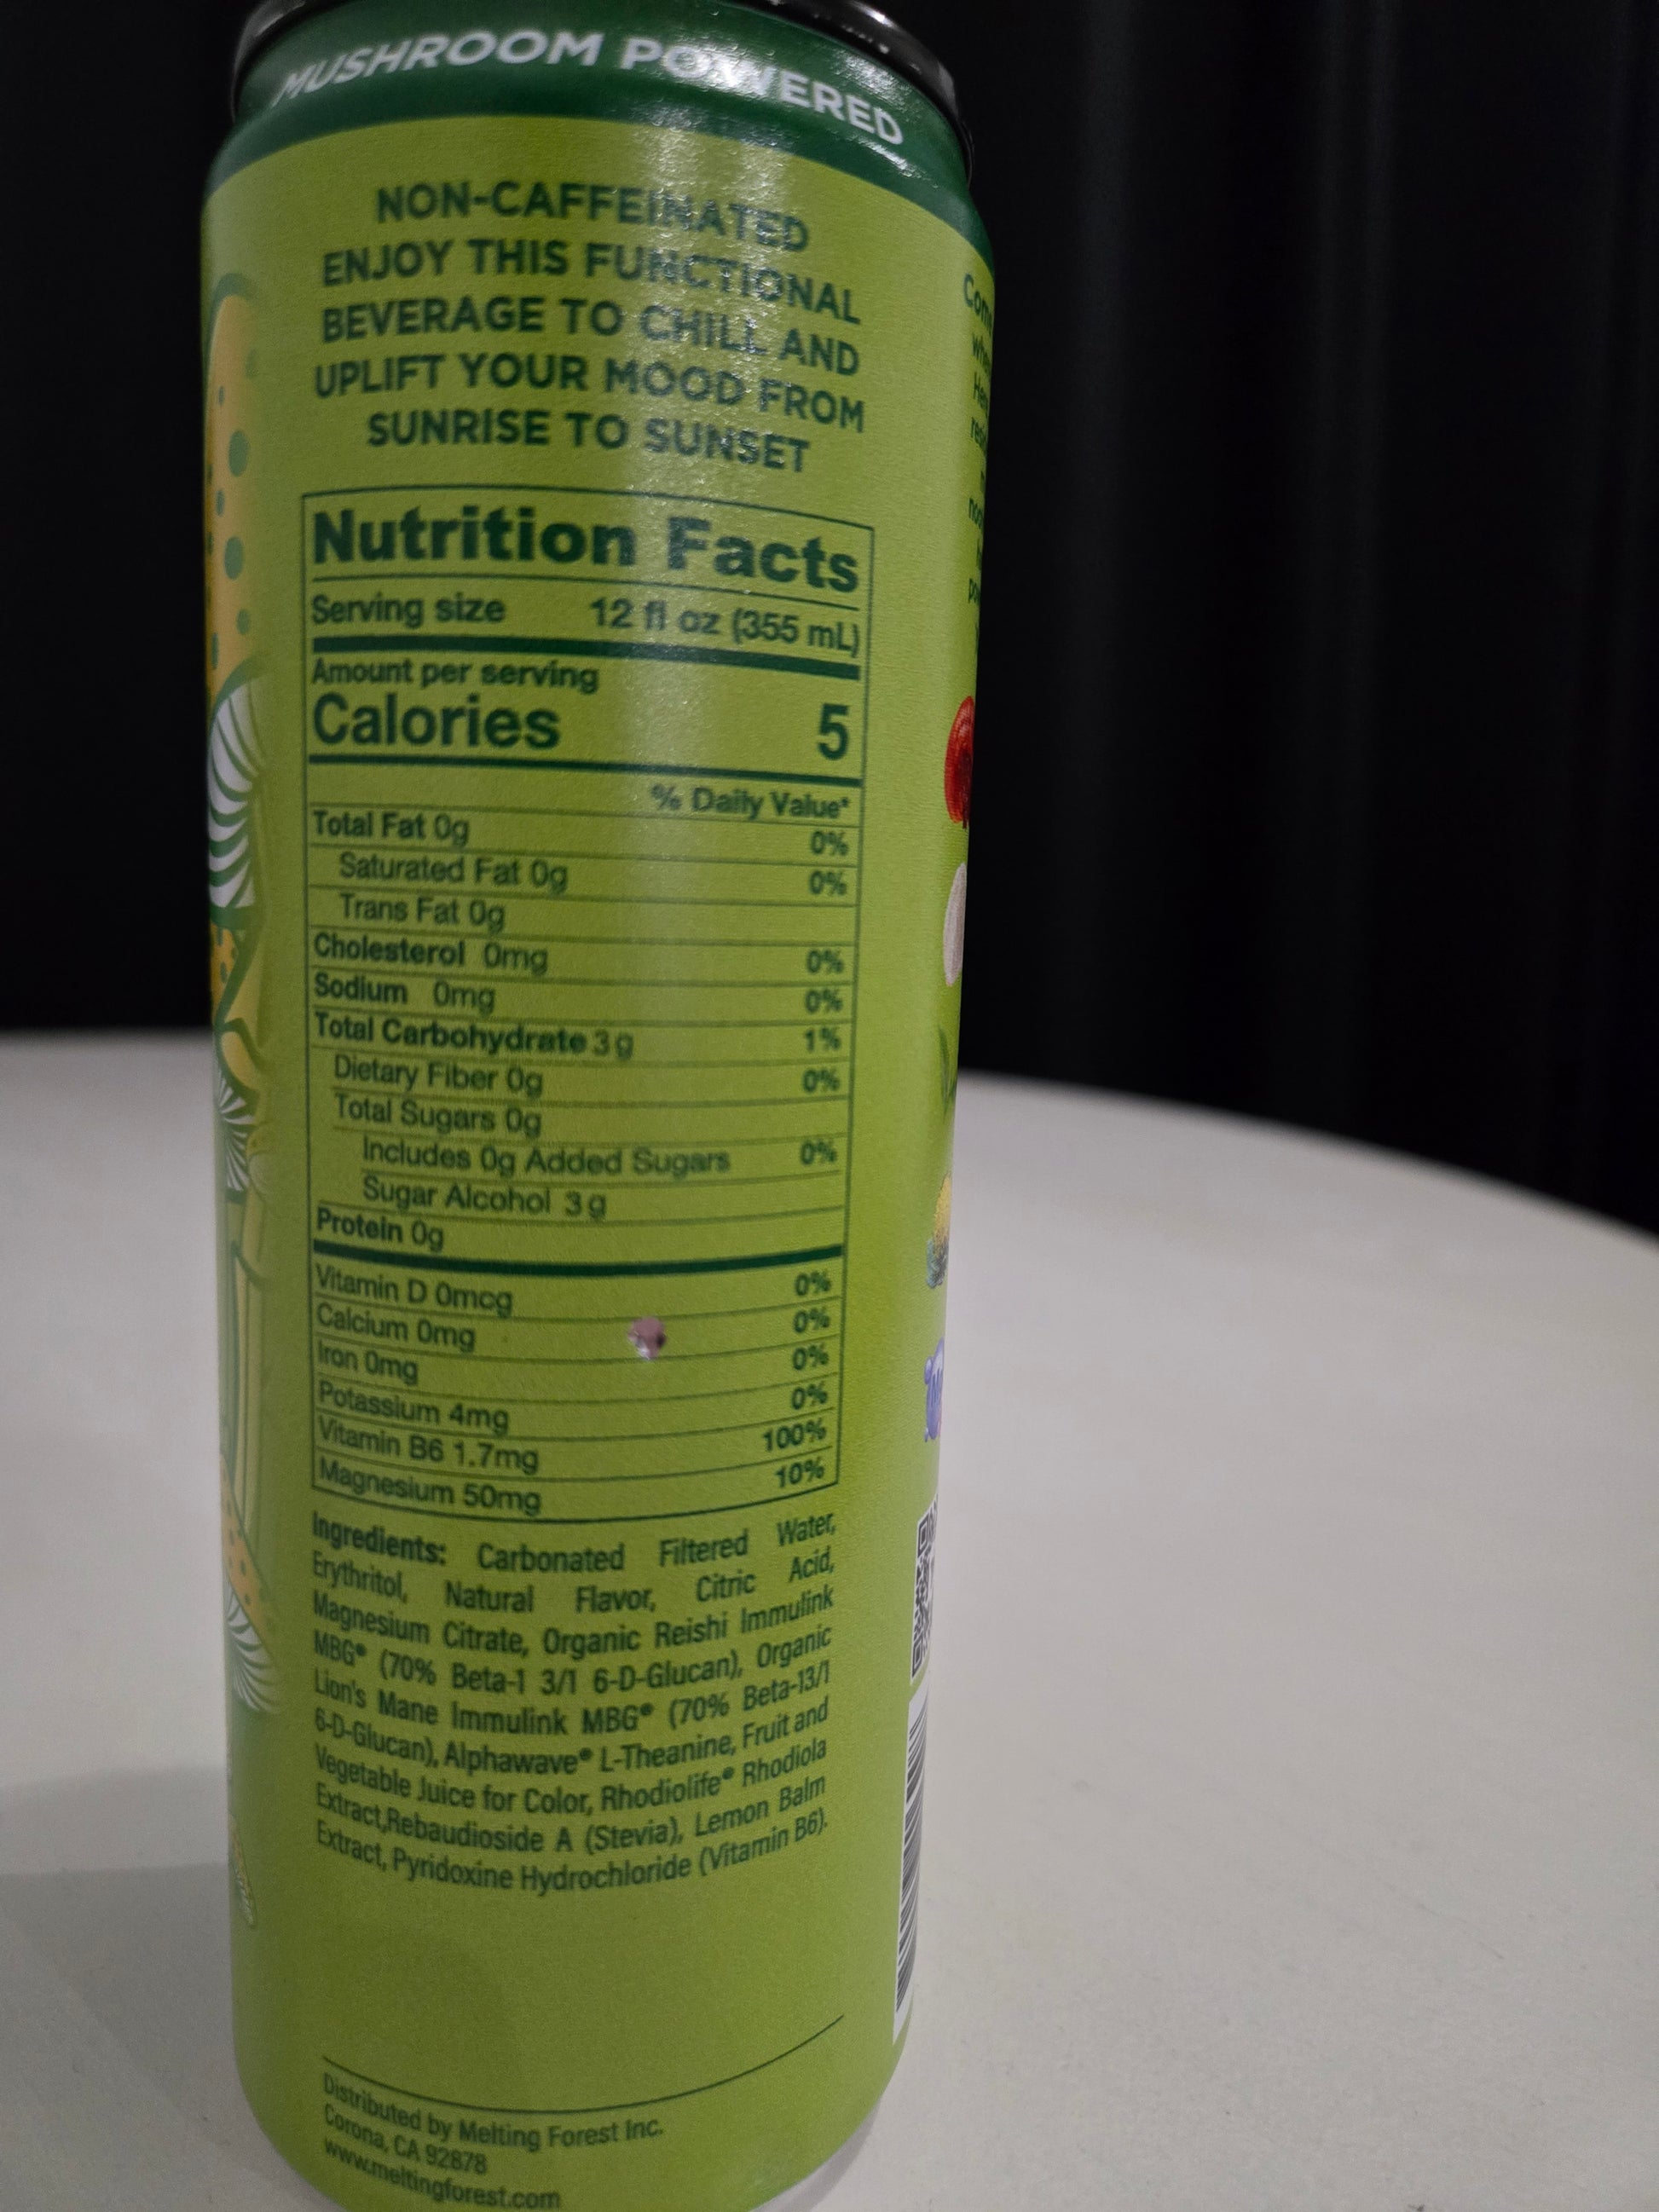 MUSHROOM POWERED
NON-CAFFEINATED
ENJOY THIS FUNCTIONAL
BEVERAGE TO CHILL AND
UPLIFT YOUR MOOD FROM
SUNRISE TO SUNSET
Nutrition Facts
Serving size 12 fl oz (355 mL)
Amount per serving
Calories 5
% Daily Value*
Total Fat 0g 0%
Saturated Fat 0g 0%
Trans Fat 0g
Cholesterol 0mg 0%
Sodium 0mg 0%
Total Carbohydrate 3 g 1%
Dietary Fiber 0g 0%
Total Sugars 0g
Includes 0g Added Sugars 0%
Sugar Alcohol 3 g
Protein 0g
Vitamin D 0mcg 0%
Calcium 0mg 0%
Iron 0mg 0%
Potassium 4mg 0%
Vitamin B6 1.7mg 100%
Magnesium 50mg 10%
Ingredients: Carbonated Filtered Water,
Erythritol, Natural Flavor, Citric Acid,
Magnesium Citrate, Organic Reishi Immulink
MBG® (70% Beta-1 3/1 6-D-Glucan), Organic
Lion's Mane Immulink MBG® (70% Beta-13/1
6-D-Glucan), Alphawave® L-Theanine, Fruit and
Vegetable Juice for Color, Rhodiolife® Rhodiola
Extract,Rebaudioside A (Stevia), Lemon Balm
Extract, Pyridoxine Hydrochloride (Vitamin B6).
Distributed by Melting Forest Inc.
Corona, CA 92878
www.meltingforest.com